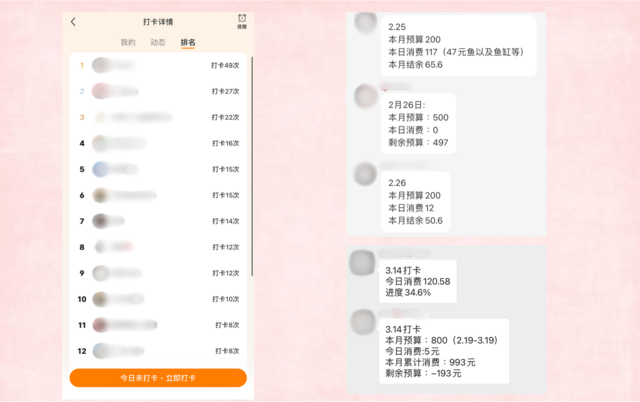 打卡详情
提醒
我的 动态 排名
1 打卡49次
2 打卡27次
3 打卡22次
4 打卡16次
5 打卡15次
6 打卡15次
7 打卡14次
8 打卡12次
9 打卡12次
10 打卡10次
11 打卡8次
12 打卡8次
今日未打卡，立即打卡
2.25
本月预算 200
本日消费 117（47元鱼以及鱼缸等）
本月结余 65.6
2月26日:
本月预算：500
本日消费：0
剩余预算：497
2.26
本月预算 200
本日消费 12
本月结余 50.6
3.14 打卡
今日消费 120.58
进度 34.6%
3.14 打卡
本月预算：800（2.19-3.19）
今日消费:5 元
本月累计消费：993 元
剩余预算：-193 元